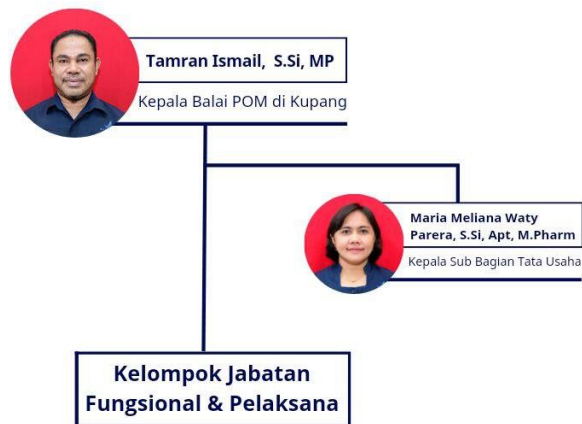 Tamran Ismail, S.Si, MP
Kepala Balai POM di Kupang
Maria Meliana Waty
Parera, S.Si, Apt, M.Pharm
Kepala Sub Bagian Tata Usaha
Kelompok Jabatan
Fungsional & Pelaksana